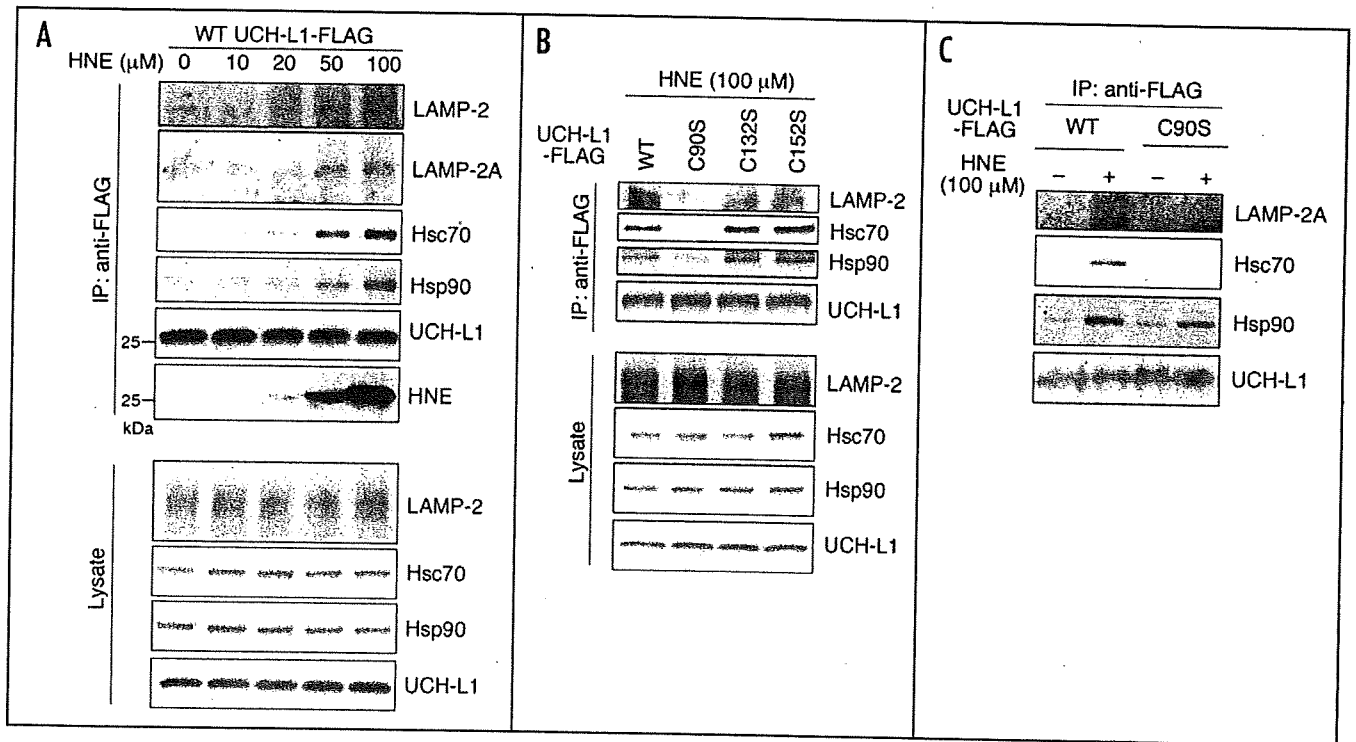 A
WT UCH-L1-FLAG
HNE (μM) 0 10 20 50 100
IP: anti-FLAG
LAMP-2
LAMP-2A
Hsc70
Hsp90
25
UCH-L1
25
HNE
kDa
Lysate
LAMP-2
Hsc70
Hsp90
UCH-L1
B
HNE (100 μM)
UCH-L1
-FLAG
WT C90S C132S C152S
IP: anti-FLAG
LAMP-2
Hsc70
Hsp90
UCH-L1
Lysate
LAMP-2
Hsc70
Hsp90
UCH-L1
C
IP: anti-FLAG
UCH-L1
-FLAG
WT C90S
HNE
(100 μM)
– + – +
LAMP-2A
Hsc70
Hsp90
UCH-L1